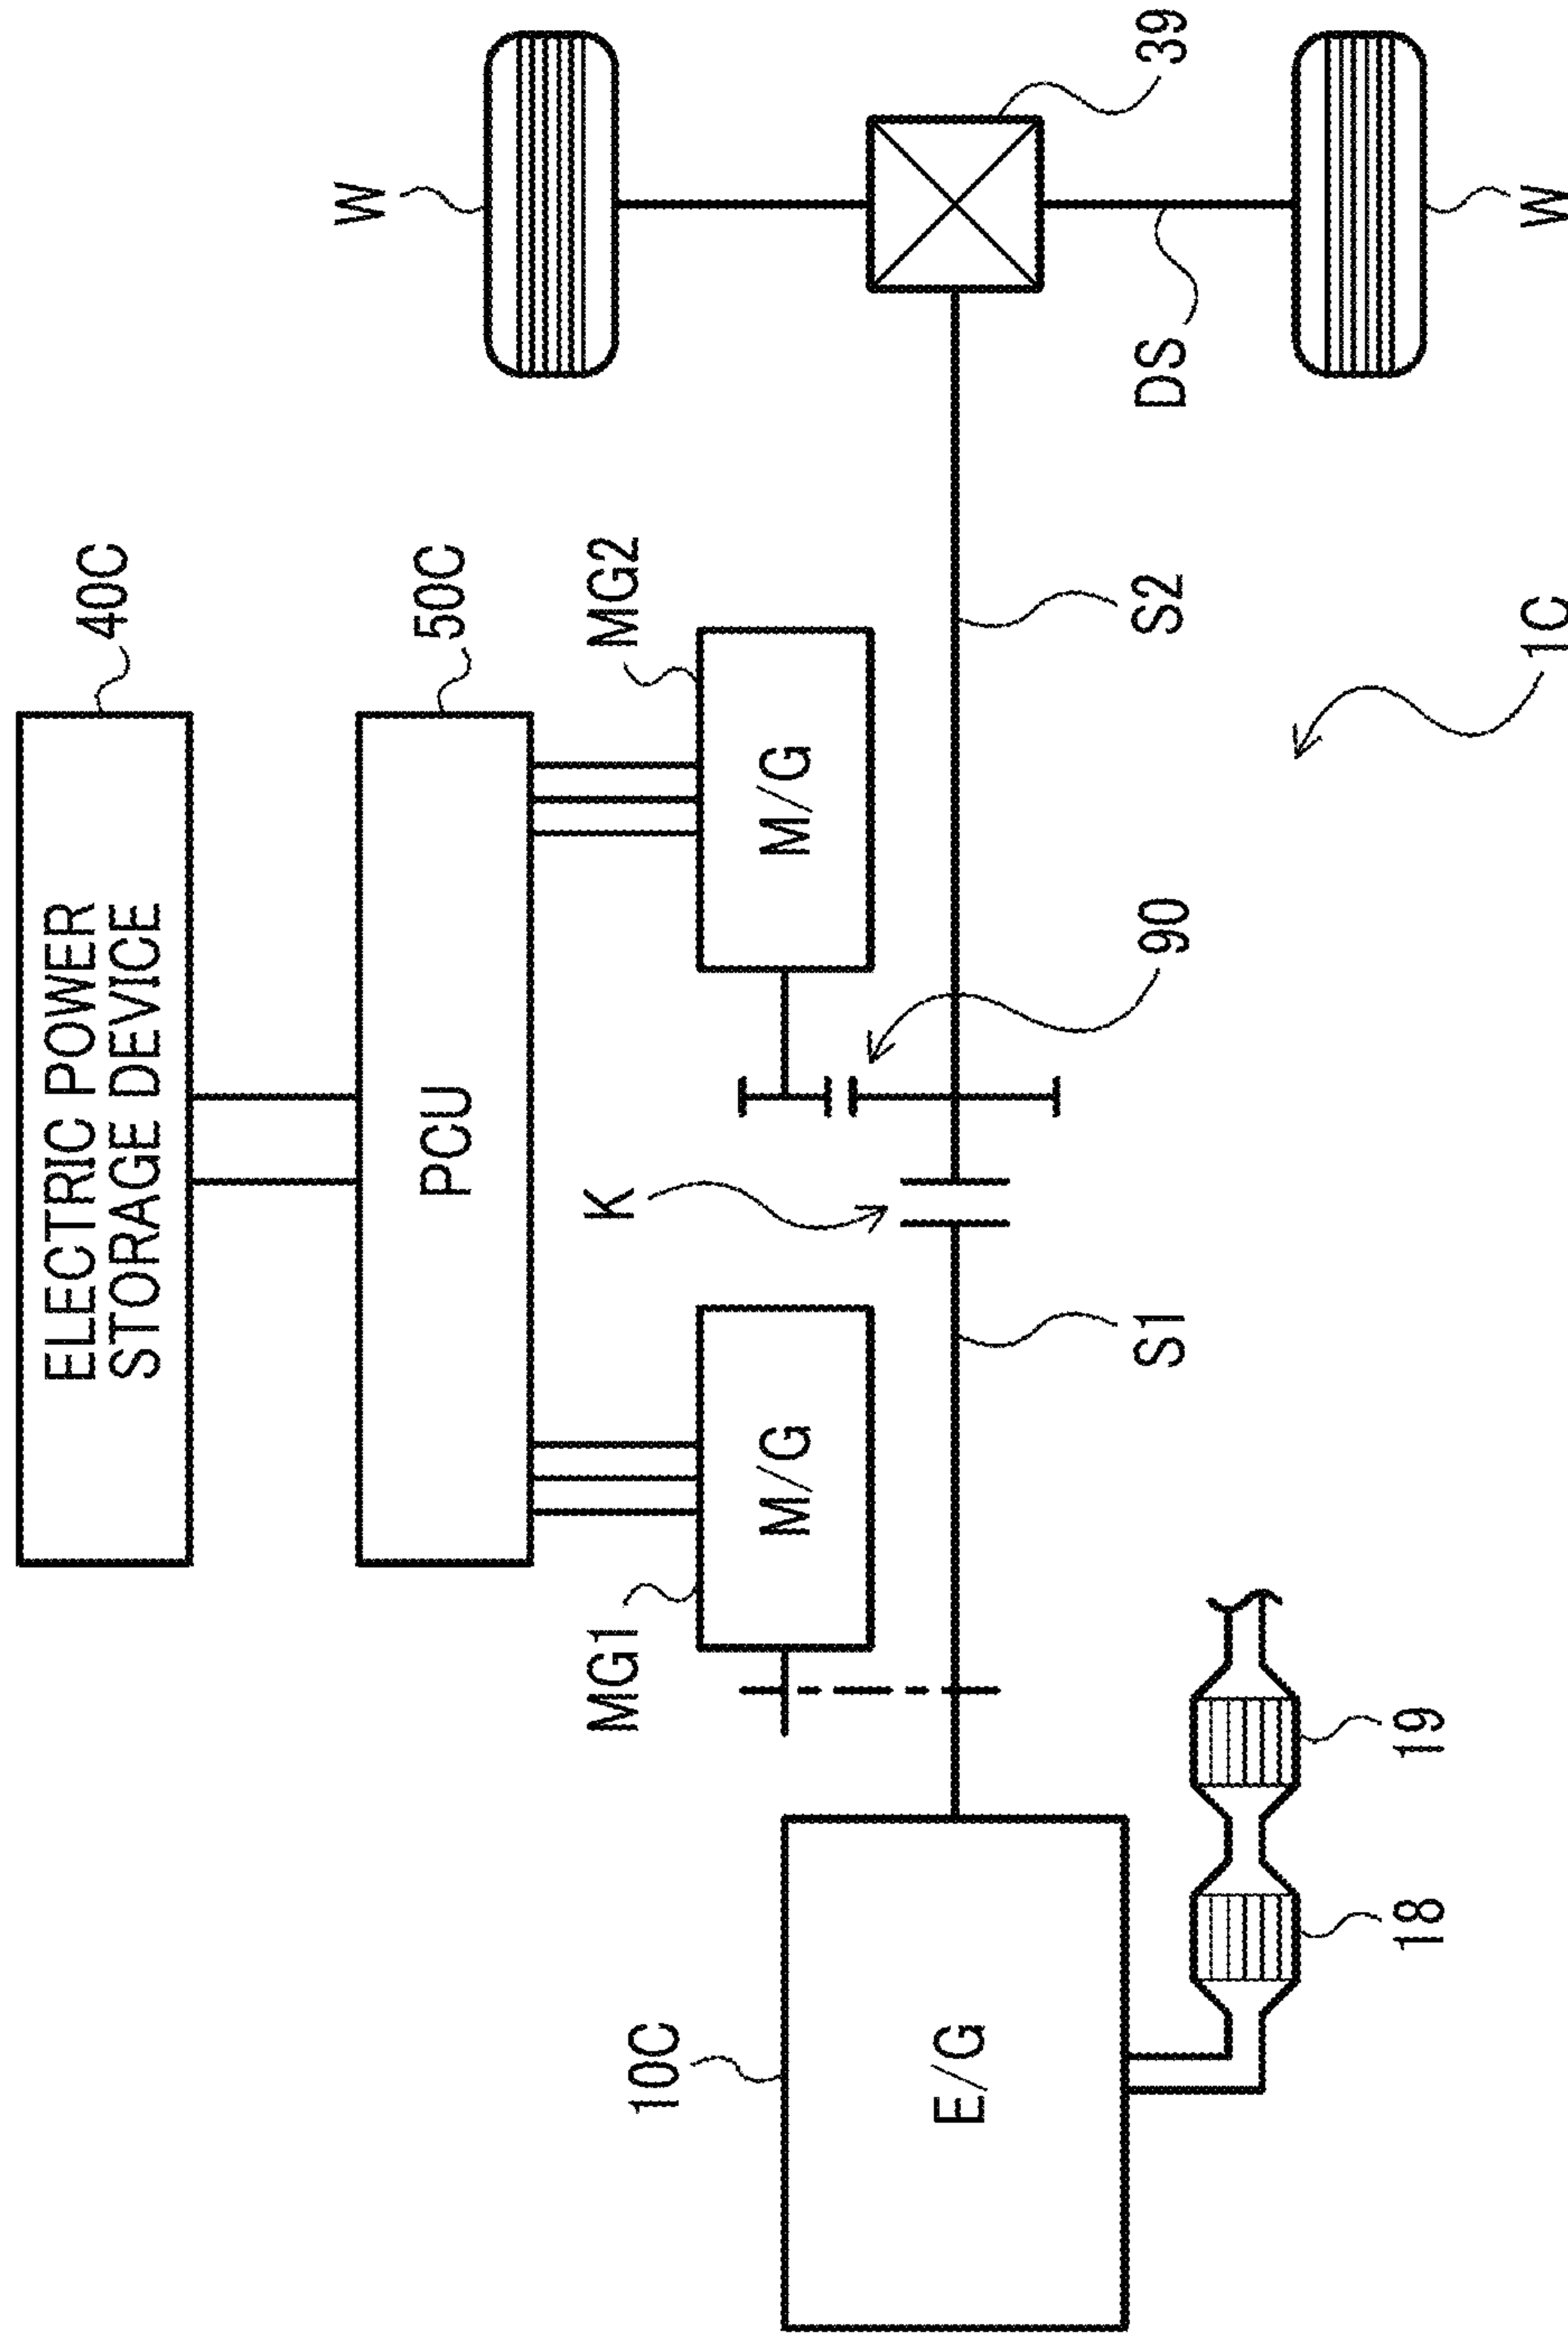 40C
ELECTRIC POWER
STORAGE DEVICE
50C
PCU
MG1
M/G
MG2
M/G
W
K
90
10C
E/G
S1
S2
DS
39
18
19
W
1C